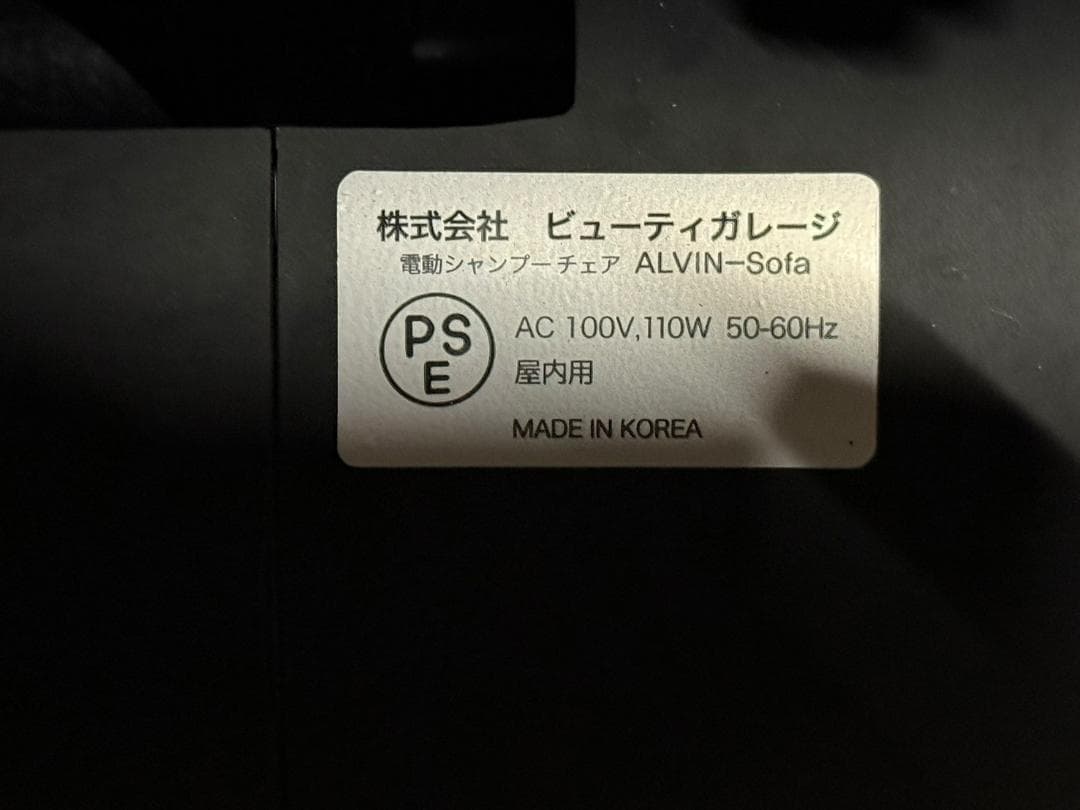 株式会社　ビューティガレージ
電動シャンプーチェア ALVIN-Sofa
PS
E
AC 100V,110W 50-60Hz
屋内用
MADE IN KOREA